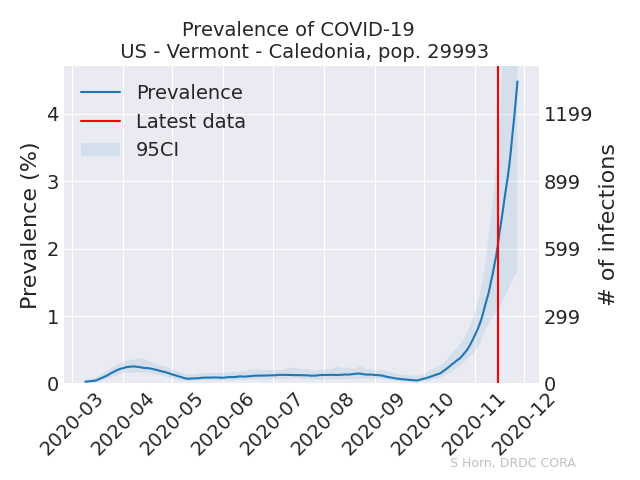 Prevalence of COVID-19
US - Vermont - Caledonia, pop. 29993
Prevalence
Latest data
95CI
Prevalence (%)
4
3
2
1
0
1199
899
599
299
0
# of infections
2020-03
2020-04
2020-05
2020-06
2020-07
2020-08
2020-09
2020-10
2020-11
2020-12
S Horn, DRDC CORA